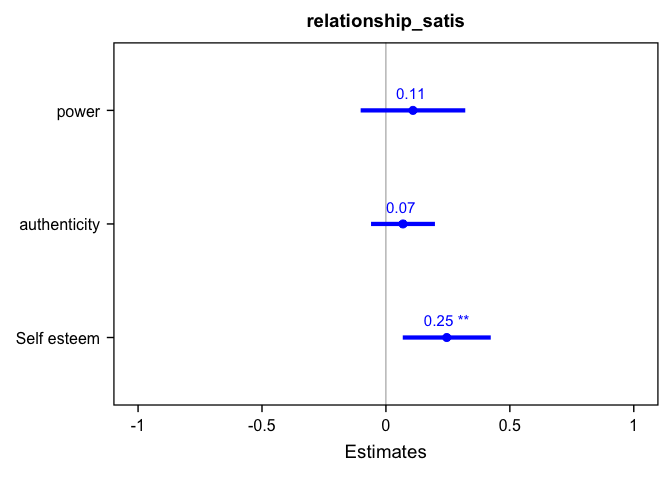 relationship_satis
0.11
power
0.07
authenticity
0.25 **
Self esteem
-1 -0.5 0 0.5 1
Estimates